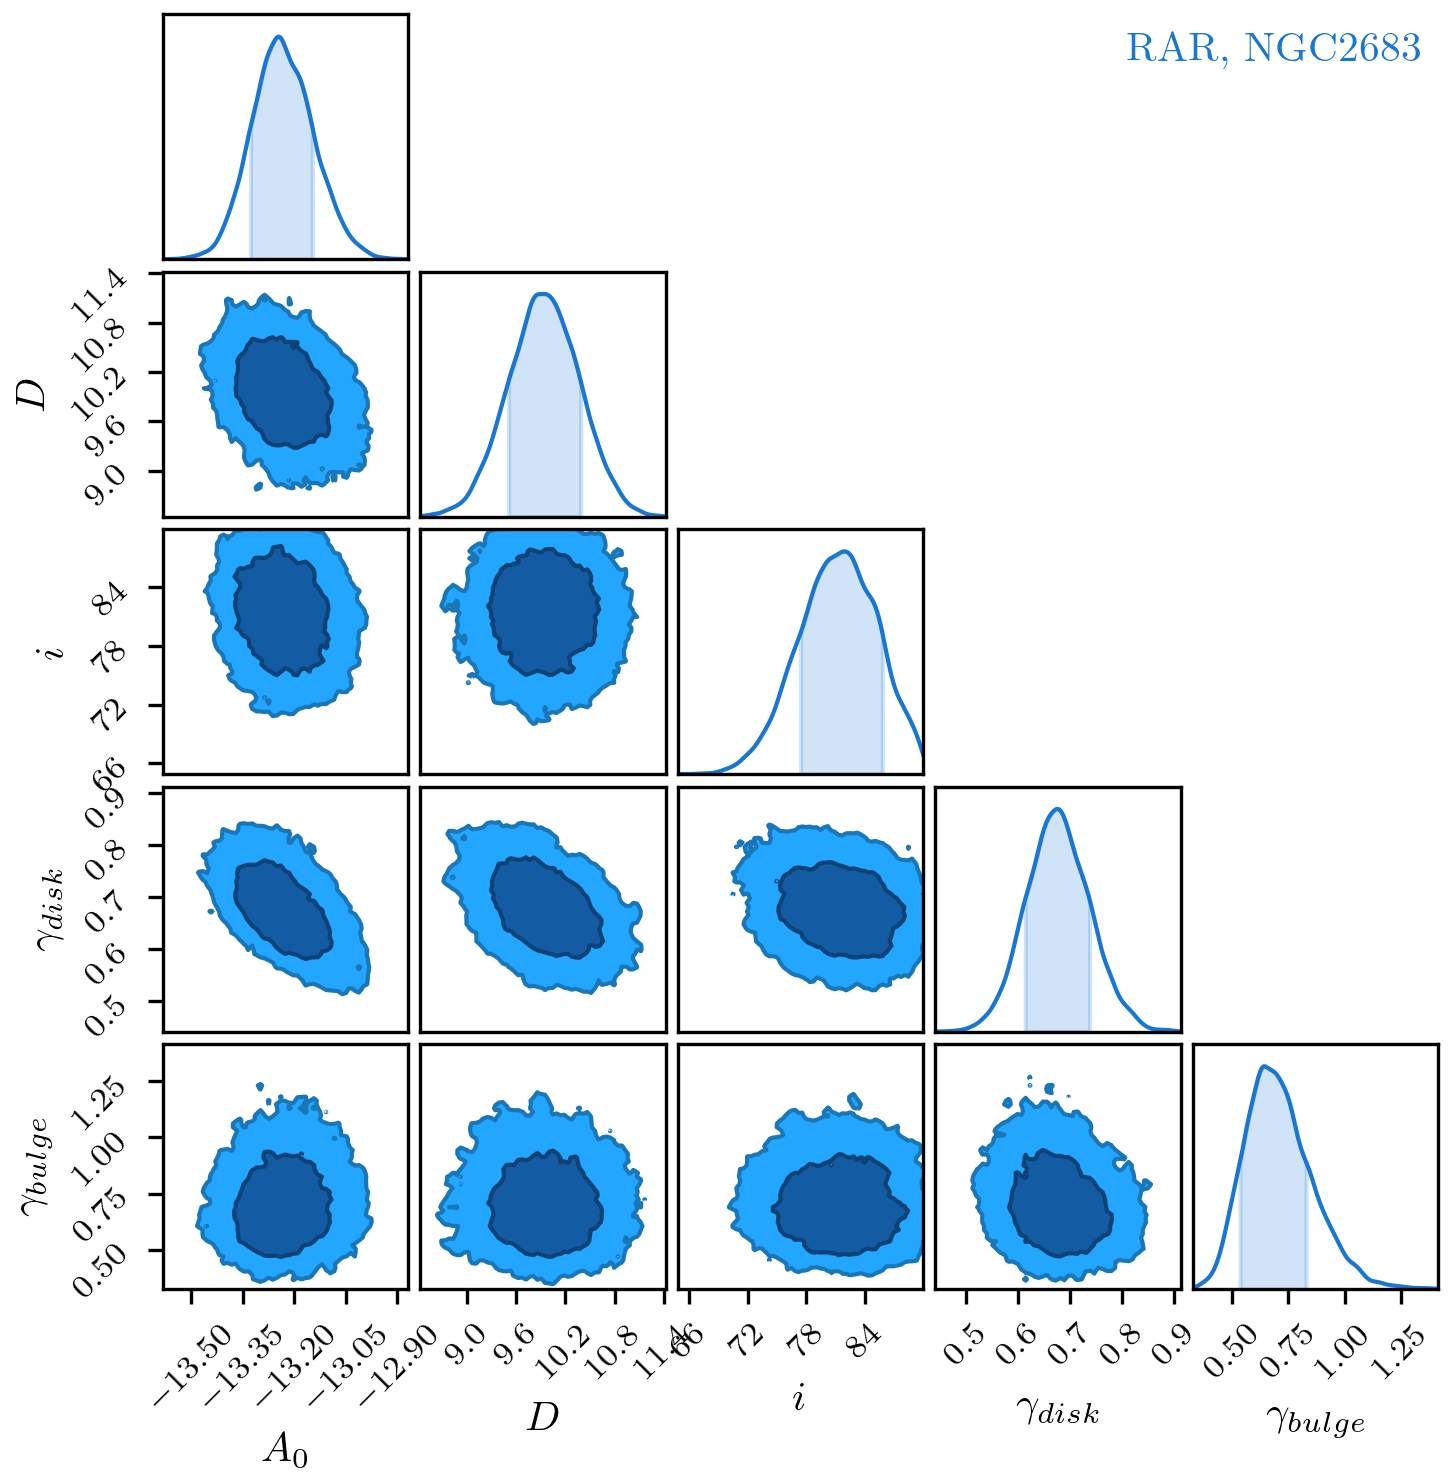 RAR, NGC2683
D
11.4
10.8
10.2
9.6
9.0
i
84
78
72
66
γdisk
0.9
0.8
0.7
0.6
0.5
γbulge
1.25
1.00
0.75
0.50
−13.50 −13.35 −13.20 −13.05 −12.90
9.0 9.6 10.2 10.8 11.4
66 72 78 84
0.5 0.6 0.7 0.8 0.9
0.50 0.75 1.00 1.25
A₀ D i γdisk γbulge